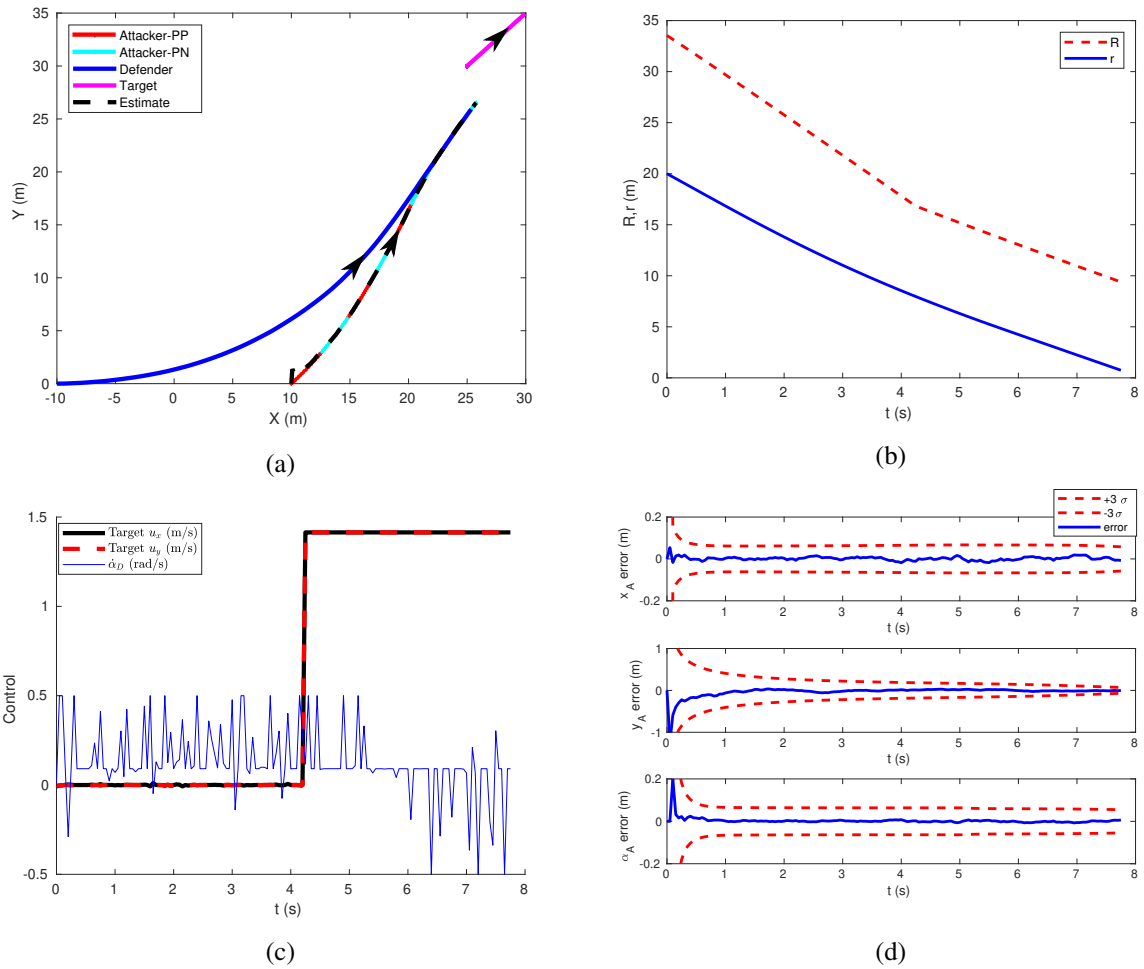 35
30
25
20
15
10
5
0
Y (m)
-10 -5 0 5 10 15 20 25 30
X (m)
Attacker-PP
Attacker-PN
Defender
Target
Estimate
(a)
35
30
25
20
15
10
5
0
R,r (m)
0 1 2 3 4 5 6 7 8
t (s)
R
r
(b)
1.5
1
0.5
0
-0.5
Control
0 1 2 3 4 5 6 7 8
t (s)
Target $u_x$ (m/s)
Target $u_y$ (m/s)
$\dot{\alpha}_D$ (rad/s)
(c)
+3 σ
-3 σ
error
0.2
0
-0.2
x_A error (m)
0 1 2 3 4 5 6 7 8
t (s)
1
0
-1
y_A error (m)
0 1 2 3 4 5 6 7 8
t (s)
0.2
0
-0.2
α_A error (m)
0 1 2 3 4 5 6 7 8
t (s)
(d)